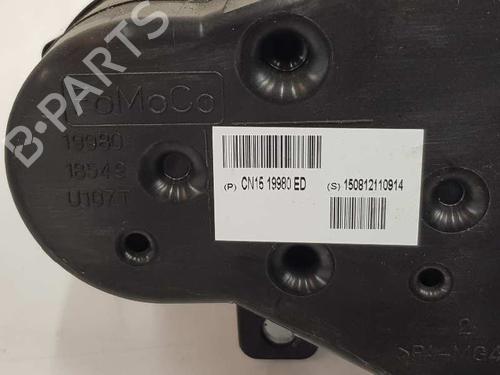 B-PARTS
FoMoCo
19980
18549
U107T
(P) CN15 19980 ED
(S) 150812110914